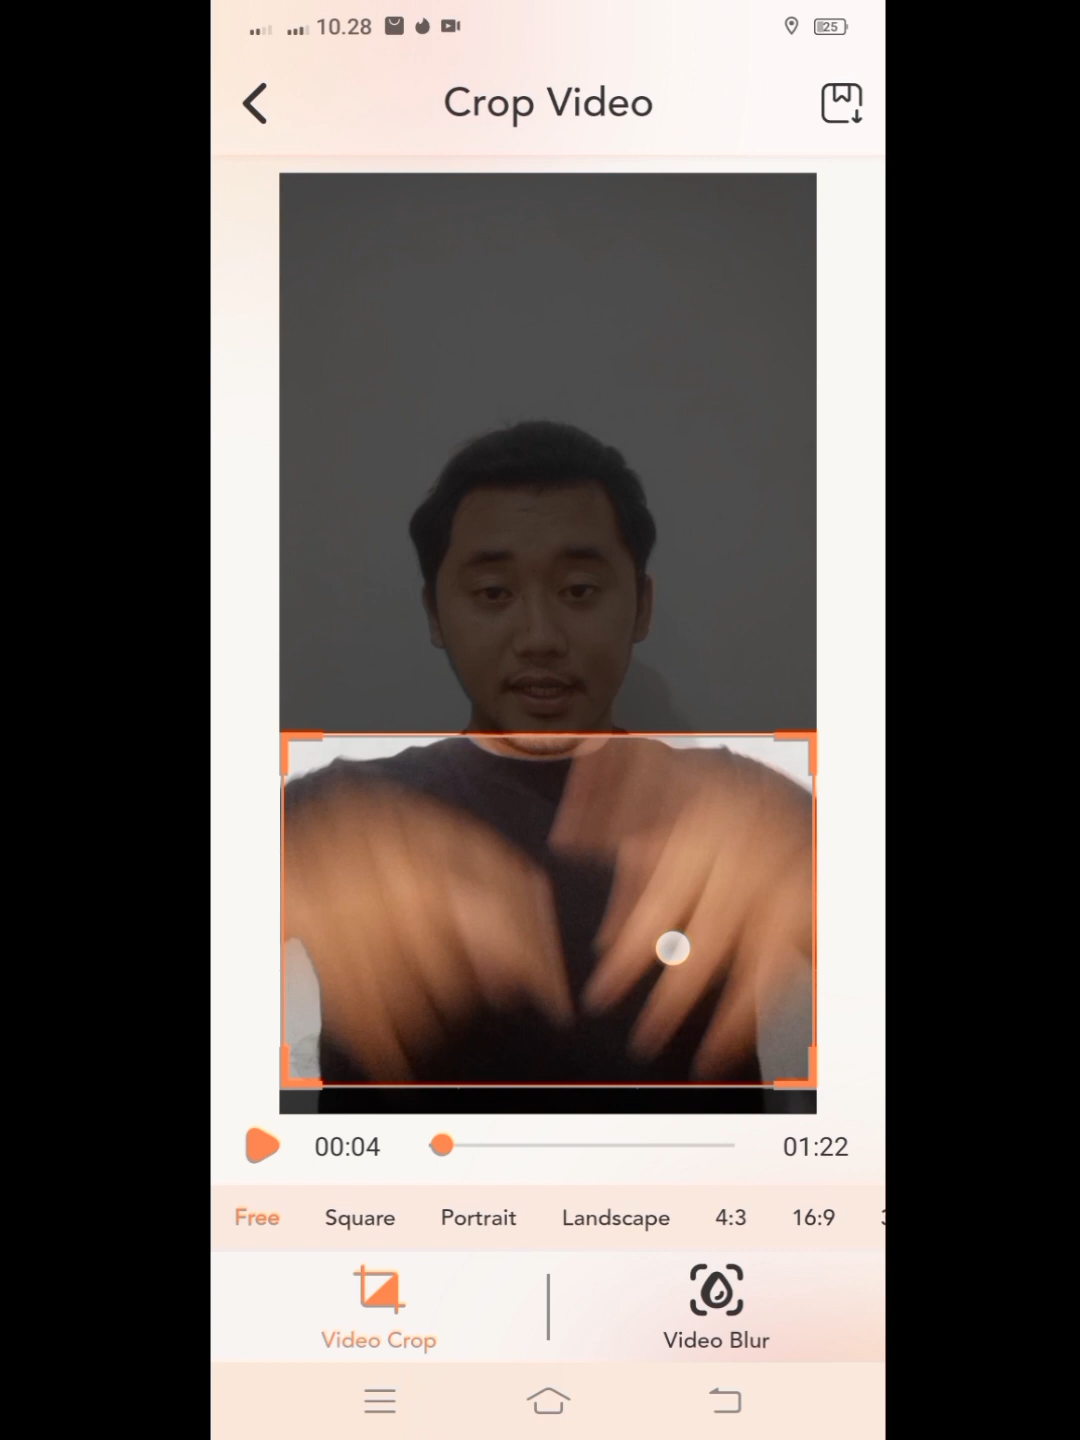 10.28 25
Crop Video
00:04 01:22
Free Square Portrait Landscape 4:3 16:9
Video Crop Video Blur